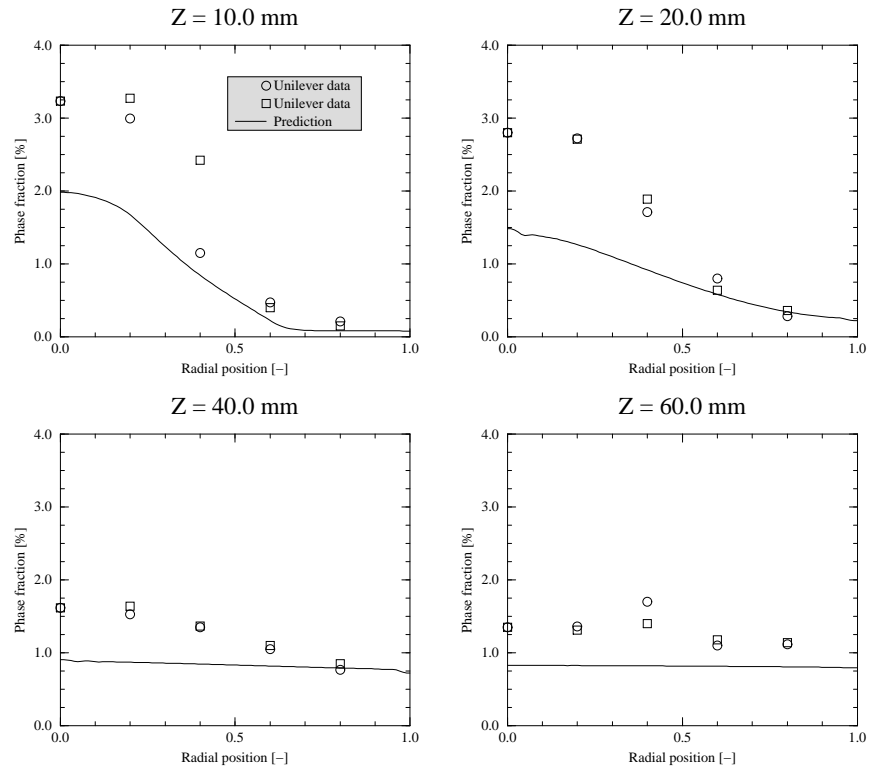 Z = 10.0 mm
4.0
3.0
2.0
1.0
0.0
Phase fraction [%]
Unilever data
Unilever data
Prediction
0.0 0.5 1.0
Radial position [–]
Z = 20.0 mm
4.0
3.0
2.0
1.0
0.0
Phase fraction [%]
0.0 0.5 1.0
Radial position [–]
Z = 40.0 mm
4.0
3.0
2.0
1.0
0.0
Phase fraction [%]
0.0 0.5 1.0
Radial position [–]
Z = 60.0 mm
4.0
3.0
2.0
1.0
0.0
Phase fraction [%]
0.0 0.5 1.0
Radial position [–]